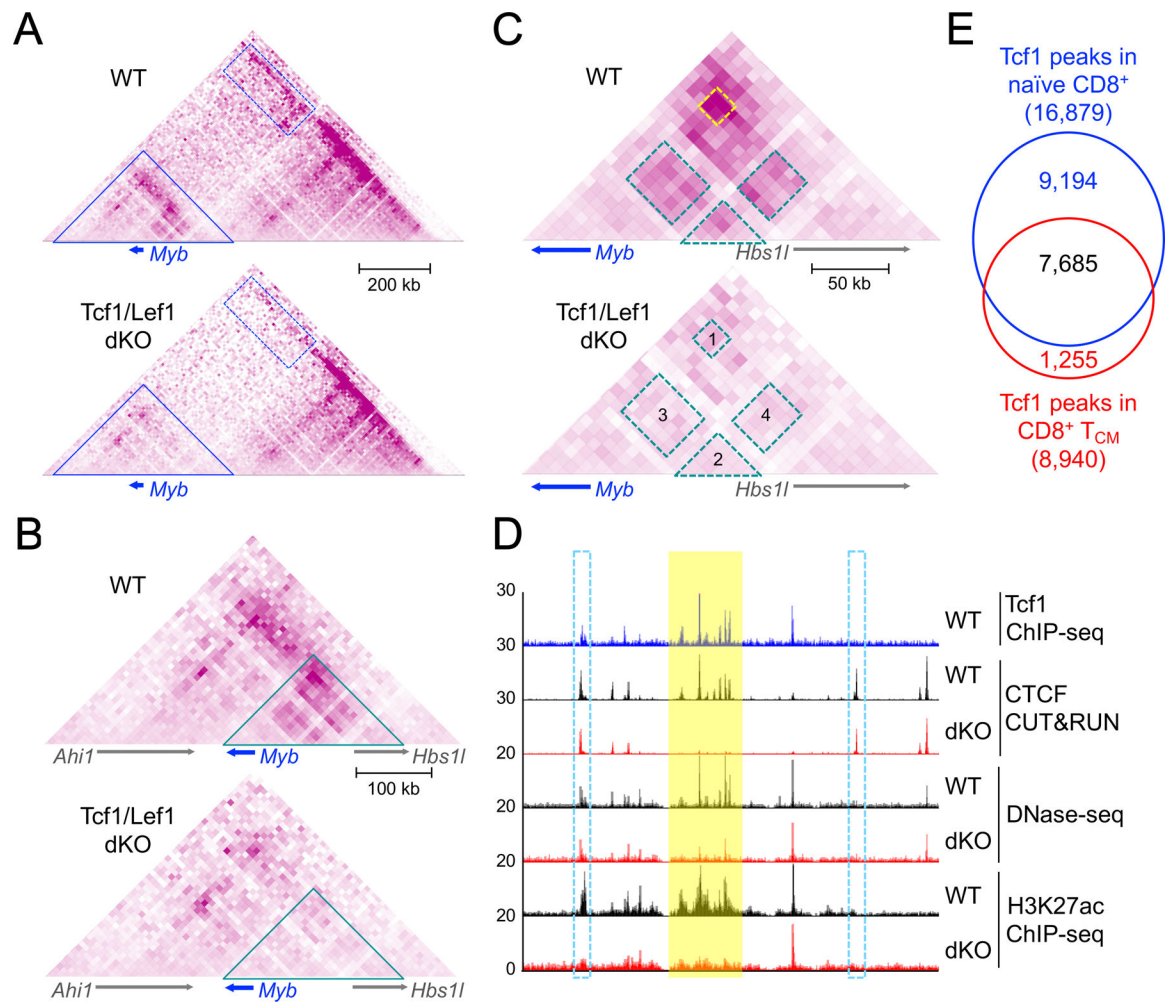 A
WT
Myb
200 kb
Tcf1/Lef1
dKO
Myb
B
WT
Ahi1
Myb
Hbs1l
100 kb
Tcf1/Lef1
dKO
Ahi1
Myb
Hbs1l
C
WT
Myb
Hbs1l
50 kb
Tcf1/Lef1
dKO
1
3
4
2
Myb
Hbs1l
D
30
WT
Tcf1
ChIP-seq
30
WT
CTCF
CUT&RUN
30
dKO
20
WT
DNase-seq
20
dKO
20
WT
H3K27ac
ChIP-seq
20
dKO
0
E
Tcf1 peaks in
naïve CD8⁺
(16,879)
9,194
7,685
1,255
Tcf1 peaks in
CD8⁺ T_CM
(8,940)